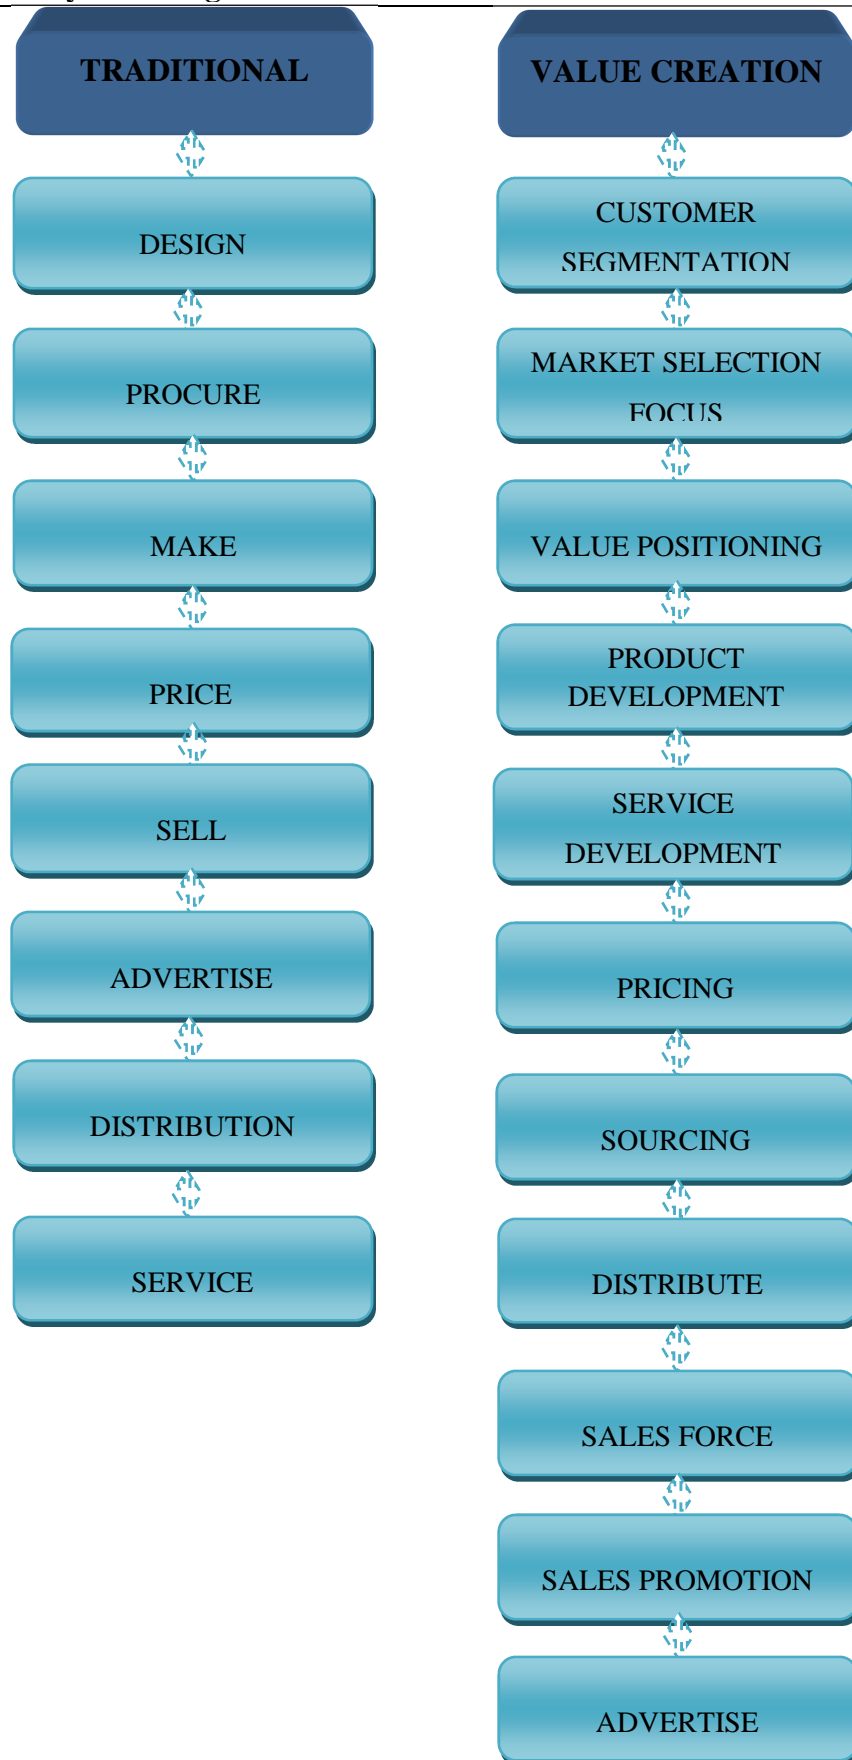 TRADITIONAL
DESIGN
PROCURE
MAKE
PRICE
SELL
ADVERTISE
DISTRIBUTION
SERVICE
VALUE CREATION
CUSTOMER
SEGMENTATION
MARKET SELECTION
FOCUS
VALUE POSITIONING
PRODUCT
DEVELOPMENT
SERVICE
DEVELOPMENT
PRICING
SOURCING
DISTRIBUTE
SALES FORCE
SALES PROMOTION
ADVERTISE